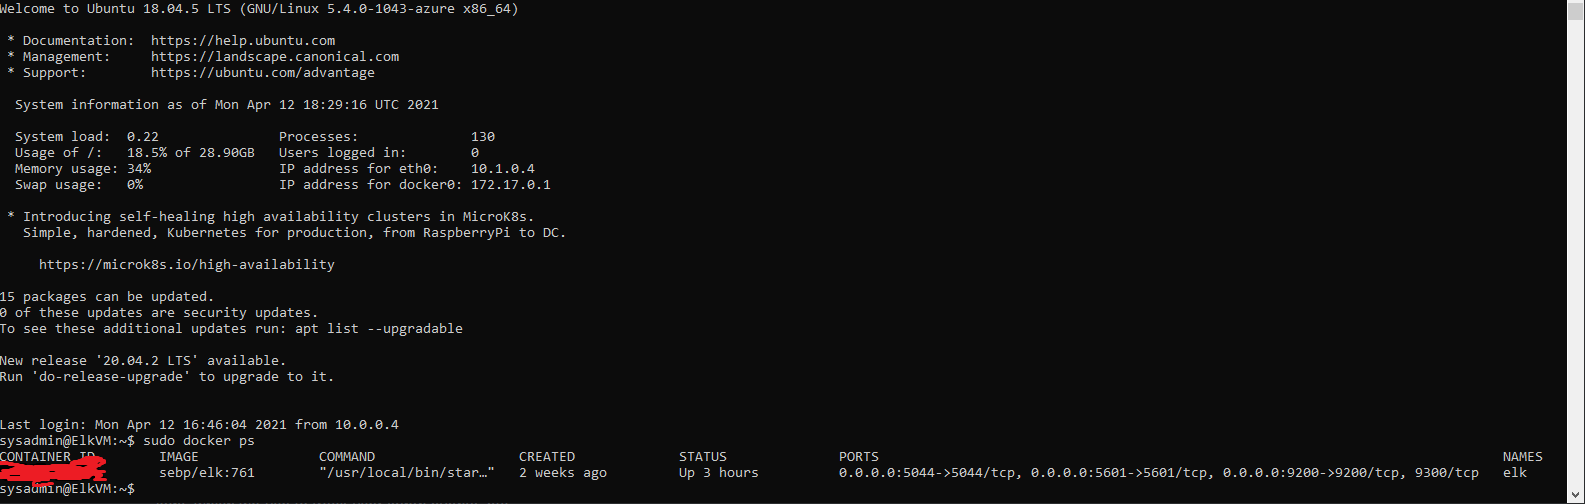 Welcome to Ubuntu 18.04.5 LTS (GNU/Linux 5.4.0-1043-azure x86_64)
* Documentation: https://help.ubuntu.com
* Management: https://landscape.canonical.com
* Support: https://ubuntu.com/advantage
System information as of Mon Apr 12 18:29:16 UTC 2021
System load: 0.22 Processes: 130
Usage of /: 18.5% of 28.90GB Users logged in: 0
Memory usage: 34% IP address for eth0: 10.1.0.4
Swap usage: 0% IP address for docker0: 172.17.0.1
* Introducing self-healing high availability clusters in MicroK8s.
Simple, hardened, Kubernetes for production, from RaspberryPi to DC.
https://microk8s.io/high-availability
15 packages can be updated.
0 of these updates are security updates.
To see these additional updates run: apt list --upgradable
New release '20.04.2 LTS' available.
Run 'do-release-upgrade' to upgrade to it.
Last login: Mon Apr 12 16:46:04 2021 from 10.0.0.4
sysadmin@ElkVM:~$ sudo docker ps
CONTAINER ID IMAGE COMMAND CREATED STATUS PORTS NAMES
sebp/elk:761 "/usr/local/bin/star…" 2 weeks ago Up 3 hours 0.0.0.0:5044->5044/tcp, 0.0.0.0:5601->5601/tcp, 0.0.0.0:9200->9200/tcp, 9300/tcp elk
sysadmin@ElkVM:~$